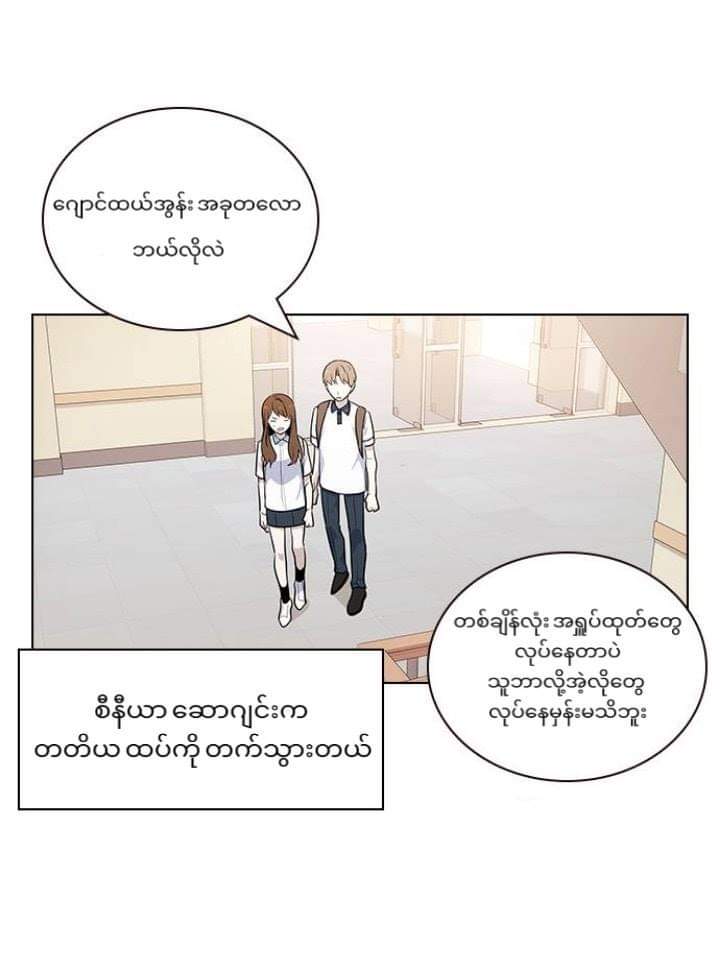 ဂျောင်ထယ်အွန်း အခုတလော
ဘယ်လိုလဲ
တစ်ချိန်လုံး အရှူပ်ထုတ်တွေ
လုပ်နေတာပဲ
သူဘာလို့အဲ့လိုတွေ
လုပ်နေမှန်းမသိဘူး
စီနီယာ ဆောဂျင်းက
တတိယ ထပ်ကို တက်သွားတယ်